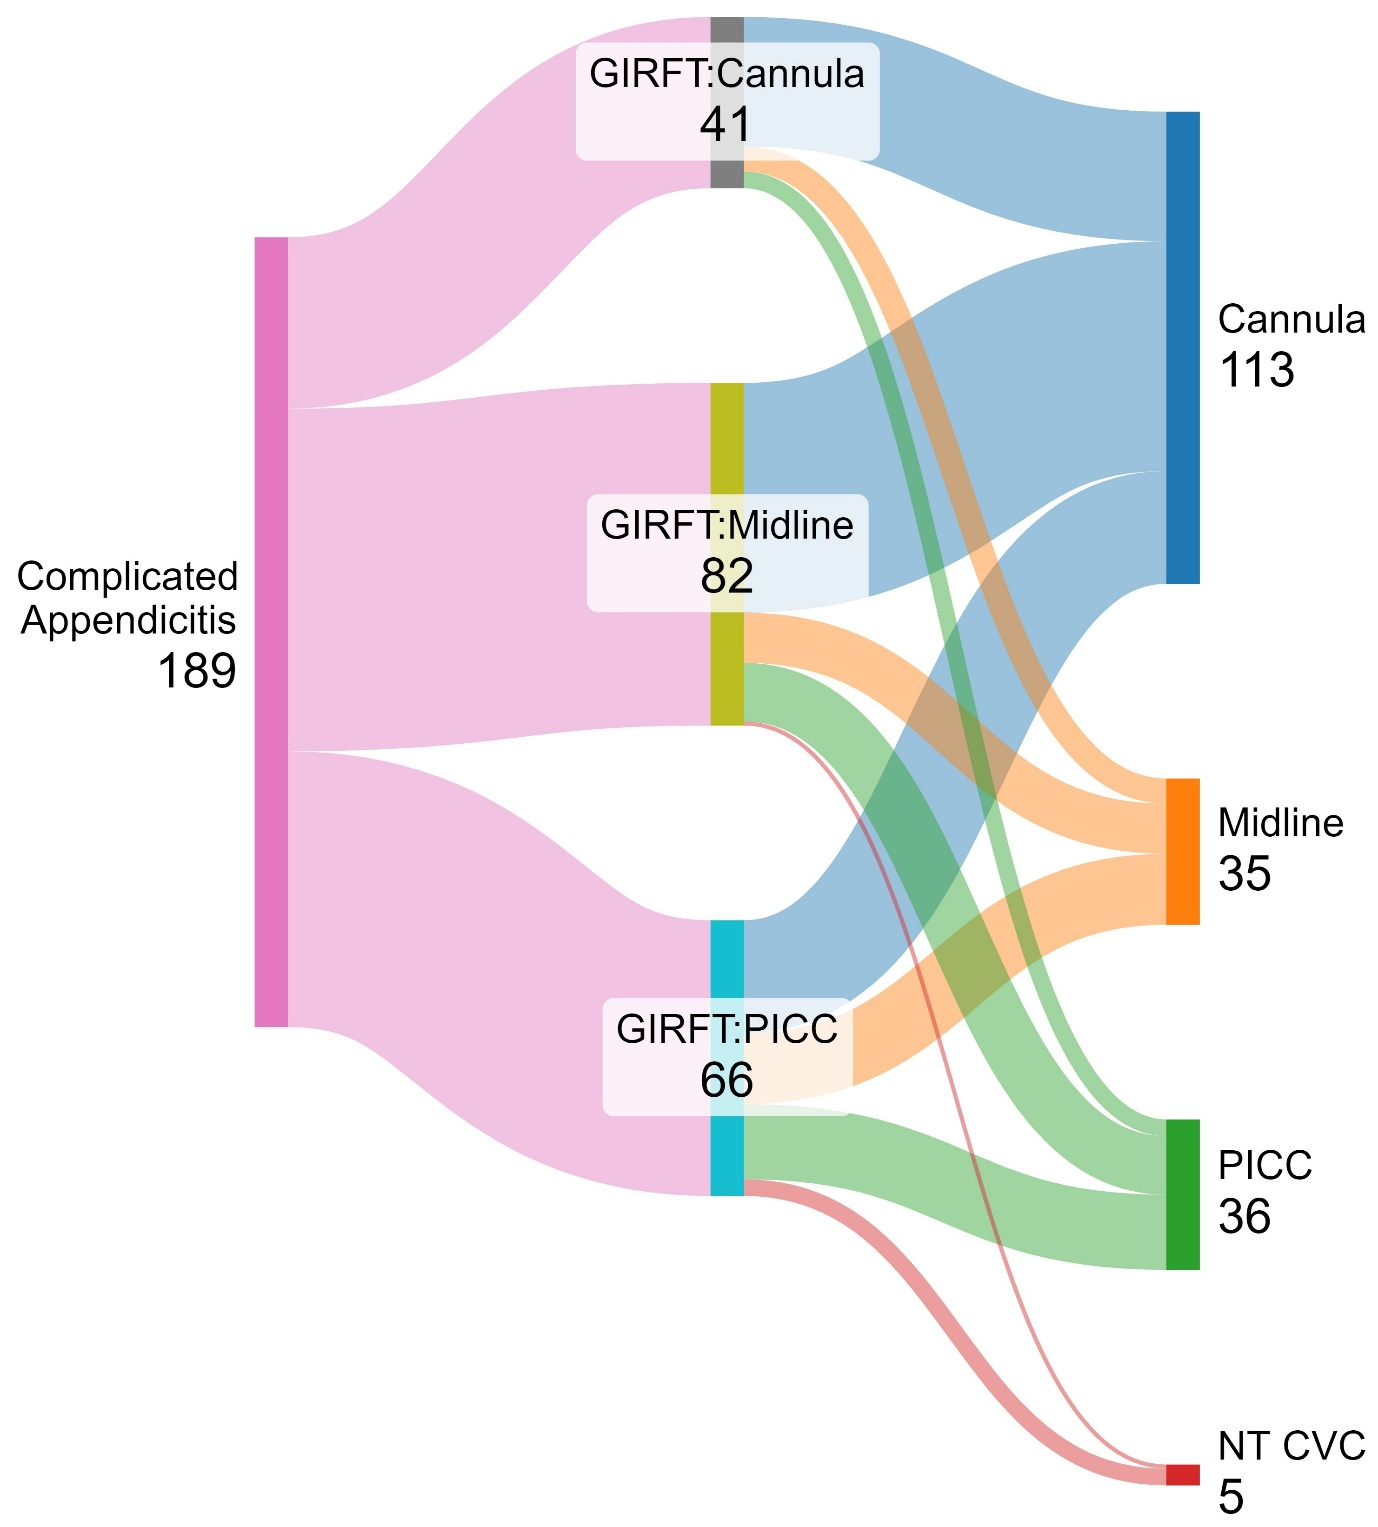 Complicated
Appendicitis
189
GIRFT:Cannula
41
GIRFT:Midline
82
GIRFT:PICC
66
Cannula
113
Midline
35
PICC
36
NT CVC
5